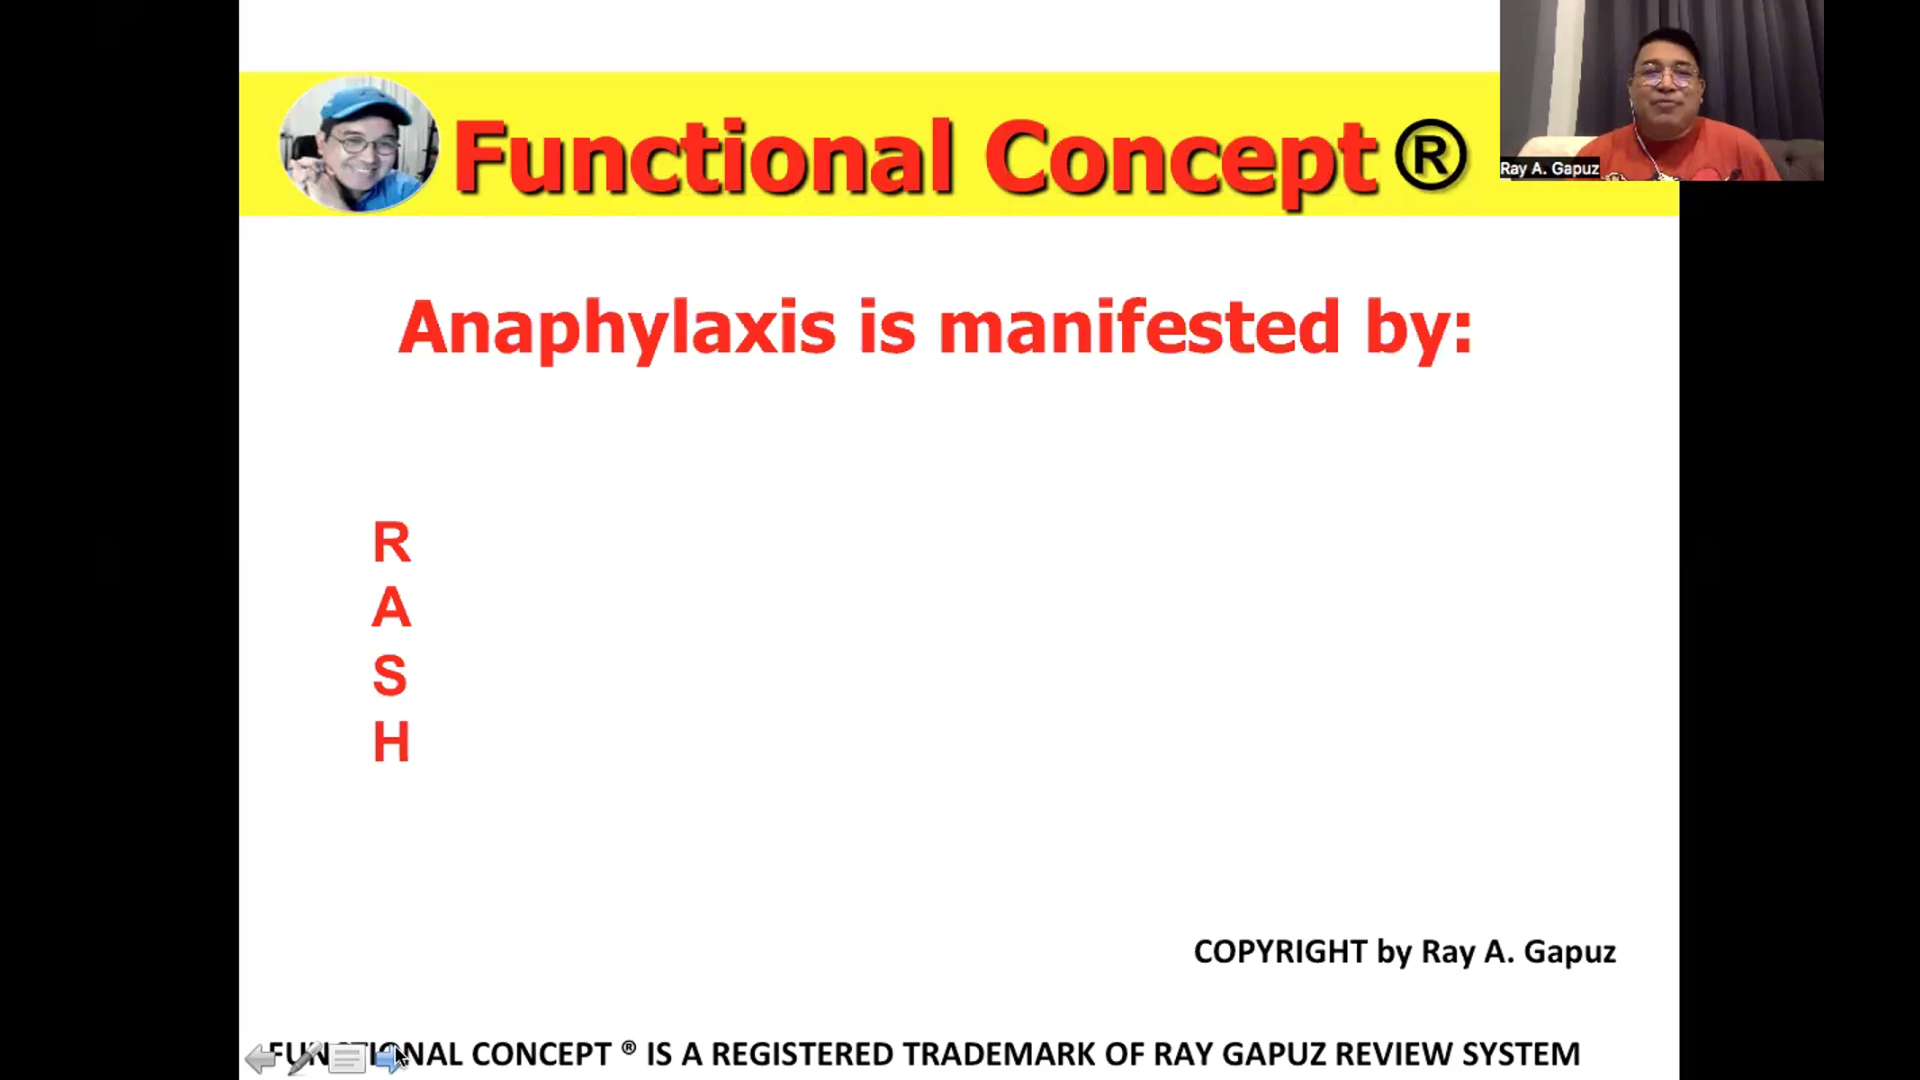 Functional Concept ®
Ray A. Gapuz
Anaphylaxis is manifested by:
R
A
S
H
COPYRIGHT by Ray A. Gapuz
FUNCTIONAL CONCEPT ® IS A REGISTERED TRADEMARK OF RAY GAPUZ REVIEW SYSTEM